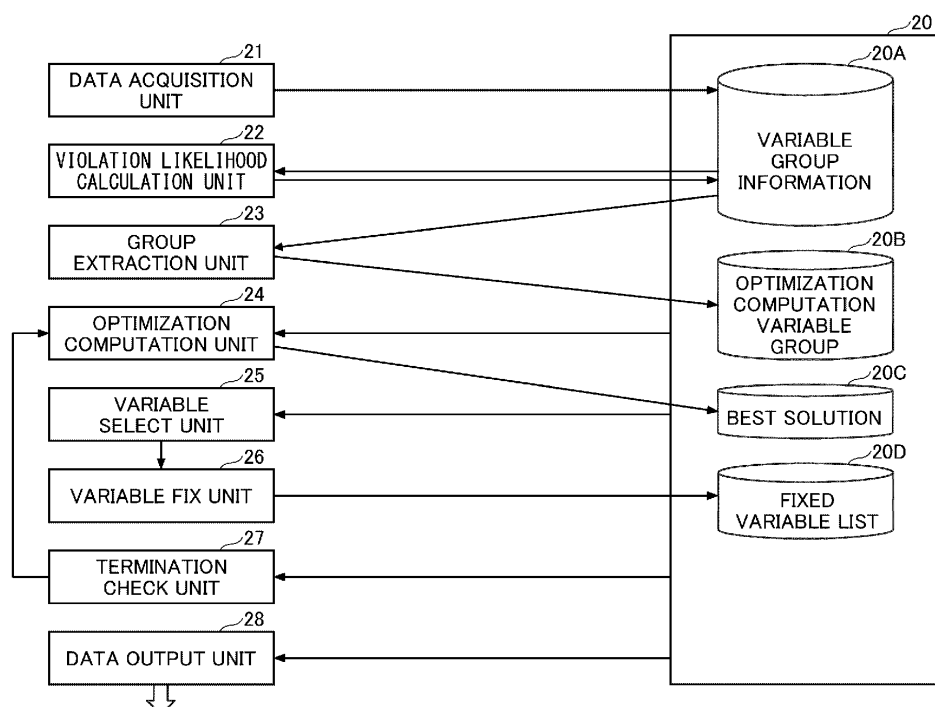 21
DATA ACQUISITION
UNIT
22
VIOLATION LIKELIHOOD
CALCULATION UNIT
23
GROUP
EXTRACTION UNIT
24
OPTIMIZATION
COMPUTATION UNIT
25
VARIABLE
SELECT UNIT
26
VARIABLE FIX UNIT
27
TERMINATION
CHECK UNIT
28
DATA OUTPUT UNIT
20
20A
VARIABLE
GROUP
INFORMATION
20B
OPTIMIZATION
COMPUTATION
VARIABLE
GROUP
20C
BEST SOLUTION
20D
FIXED
VARIABLE LIST